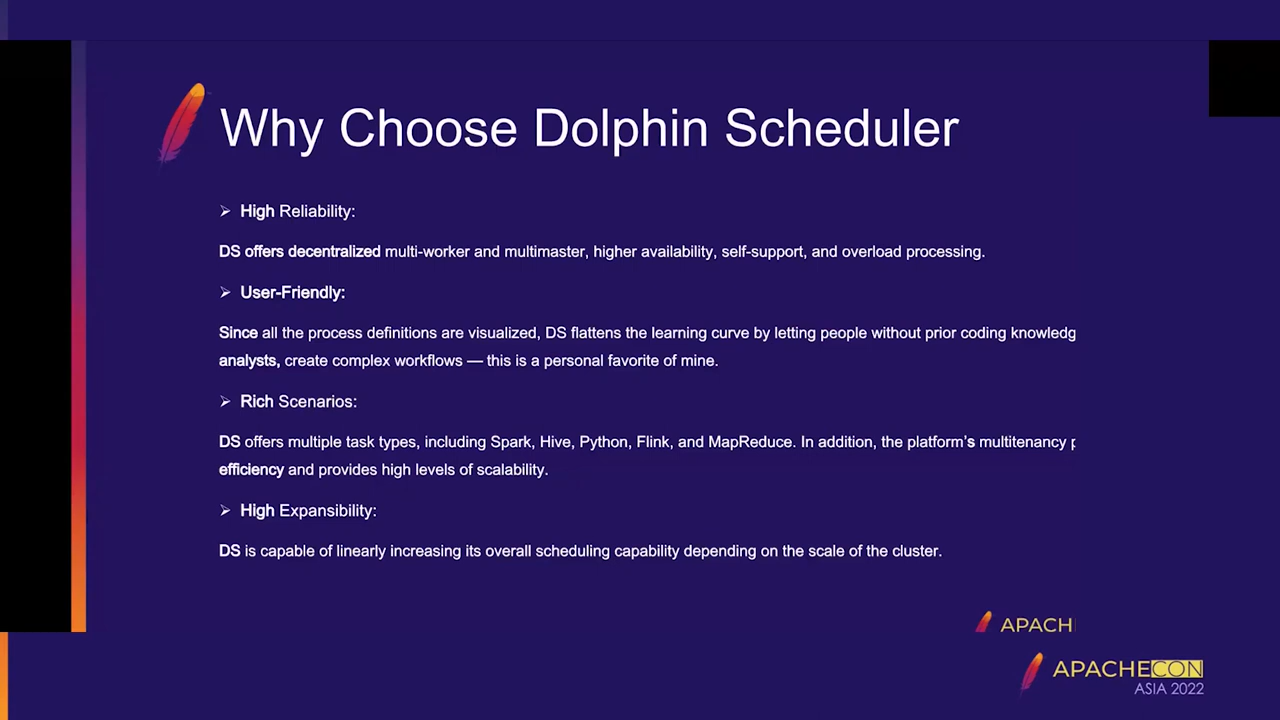 Why Choose Dolphin Scheduler
➢ High Reliability:
DS offers decentralized multi-worker and multimaster, higher availability, self-support, and overload processing.
➢ User-Friendly:
Since all the process definitions are visualized, DS flattens the learning curve by letting people without prior coding knowledg
analysts, create complex workflows — this is a personal favorite of mine.
➢ Rich Scenarios:
DS offers multiple task types, including Spark, Hive, Python, Flink, and MapReduce. In addition, the platform's multitenancy
efficiency and provides high levels of scalability.
➢ High Expansibility:
DS is capable of linearly increasing its overall scheduling capability depending on the scale of the cluster.
APACH
APACHECON
ASIA 2022